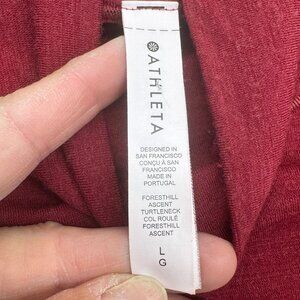 ATHLETA
DESIGNED IN
SAN FRANCISCO
CONÇU À SAN
FRANCISCO
MADE IN
PORTUGAL
FORESTHILL
ASCENT
TURTLENECK
COL ROULÉ
FORESTHILL
ASCENT
L
G